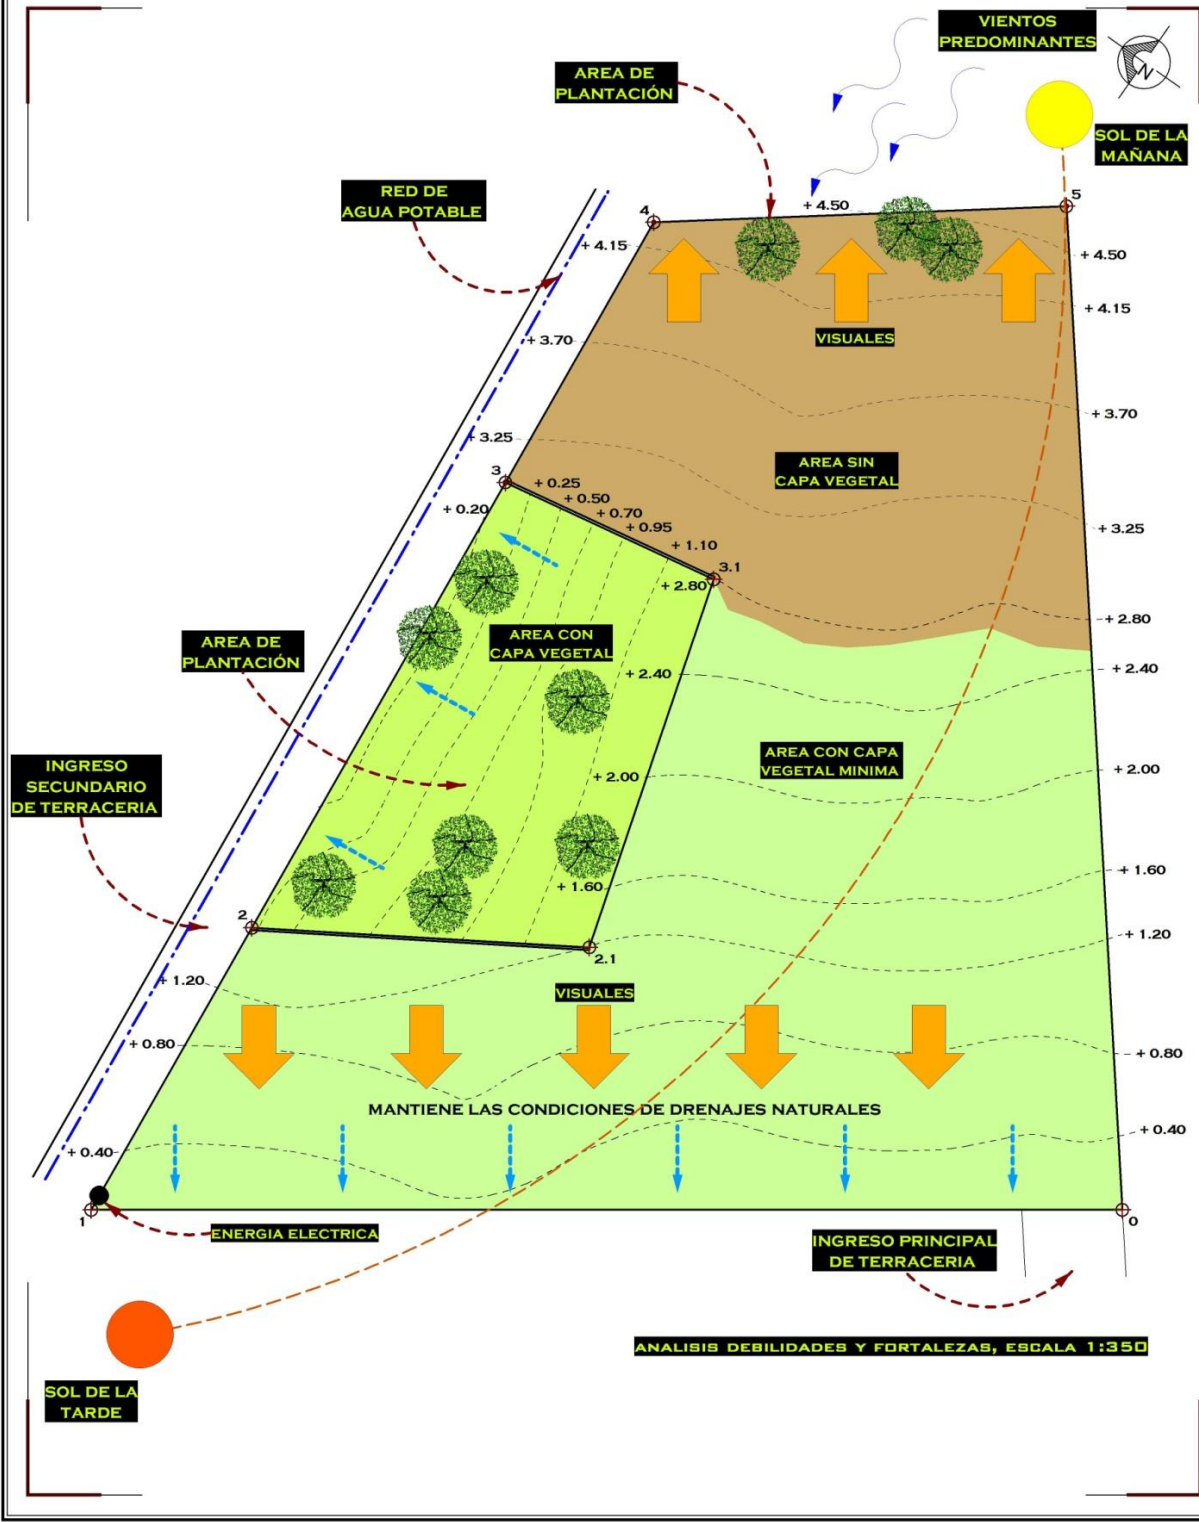 VIENTOS
PREDOMINANTES
N
AREA DE
PLANTACIÓN
SOL DE LA
MAÑANA
RED DE
AGUA POTABLE
4
+ 4.50
5
+ 4.15
+ 4.50
+ 4.15
VISUALES
+ 3.70
+ 3.70
+ 3.25
AREA SIN
CAPA VEGETAL
3
+ 0.25
+ 0.50
+ 0.20
+ 0.70
+ 0.95
+ 3.25
+ 1.10
3.1
+ 2.80
+ 2.80
AREA DE
PLANTACIÓN
AREA CON
CAPA VEGETAL
+ 2.40
+ 2.40
AREA CON CAPA
VEGETAL MINIMA
INGRESO
SECUNDARIO
DE TERRACERIA
+ 2.00
+ 2.00
+ 1.60
+ 1.60
2
2.1
+ 1.20
+ 1.20
VISUALES
+ 0.80
+ 0.80
MANTIENE LAS CONDICIONES DE DRENAJES NATURALES
+ 0.40
+ 0.40
1
0
ENERGIA ELECTRICA
INGRESO PRINCIPAL
DE TERRACERIA
ANALISIS DEBILIDADES Y FORTALEZAS, ESCALA 1:350
SOL DE LA
TARDE